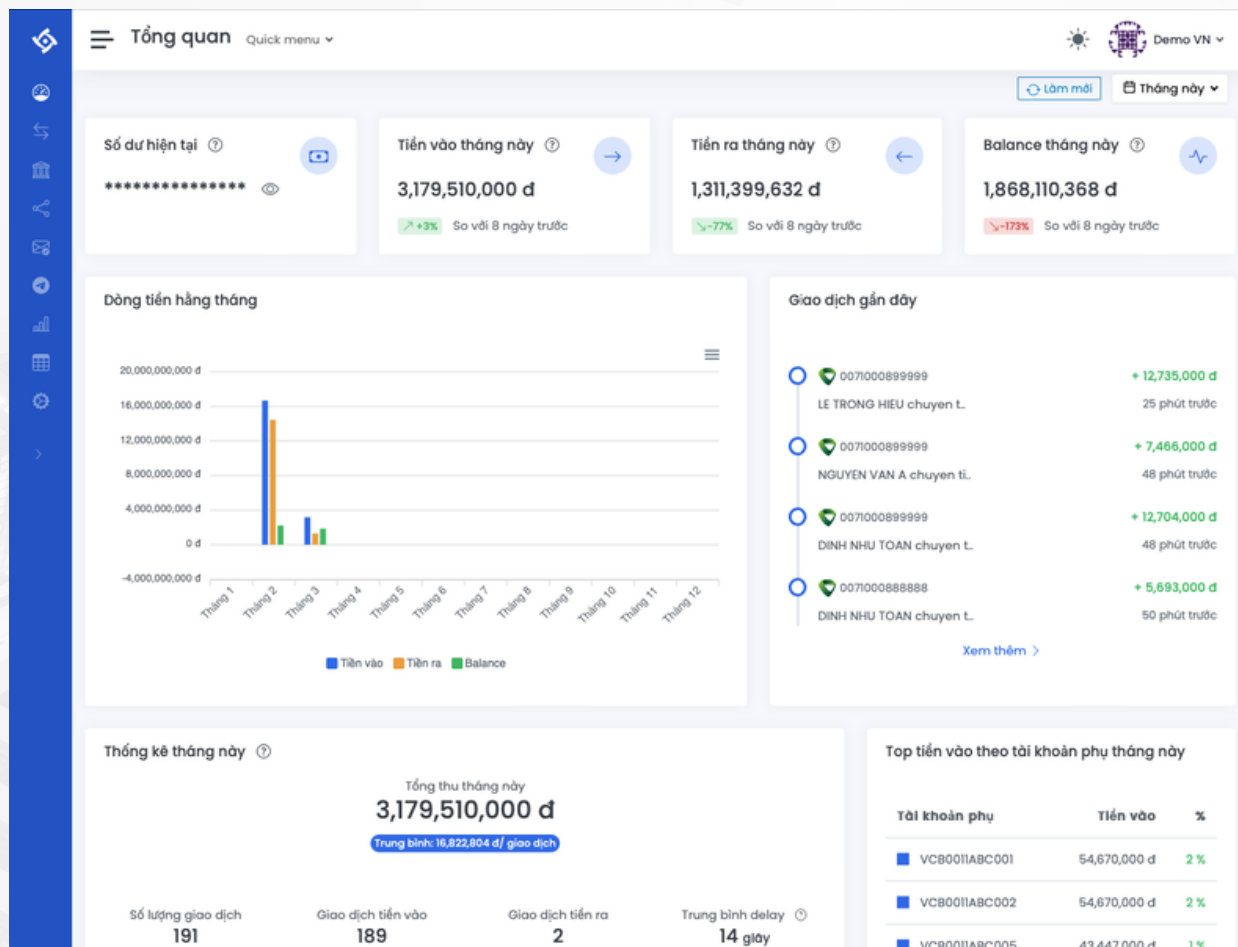 Tổng quan Quick menu
Demo VN
Làm mới Tháng này
Số dư hiện tại
***************
Tiền vào tháng này
3,179,510,000 đ
+3% So với 8 ngày trước
Tiền ra tháng này
1,311,399,632 đ
-77% So với 8 ngày trước
Balance tháng này
1,868,110,368 đ
-173% So với 8 ngày trước
Dòng tiền hằng tháng
20,000,000,000 đ
16,000,000,000 đ
12,000,000,000 đ
8,000,000,000 đ
4,000,000,000 đ
0 đ
-4,000,000,000 đ
Tháng 1 Tháng 2 Tháng 3 Tháng 4 Tháng 5 Tháng 6 Tháng 7 Tháng 8 Tháng 9 Tháng 10 Tháng 11 Tháng 12
Tiền vào Tiền ra Balance
Giao dịch gần đây
0071000899999 + 12,735,000 đ
LE TRONG HIEU chuyen t... 25 phút trước
0071000899999 + 7,466,000 đ
NGUYEN VAN A chuyen ti... 48 phút trước
0071000899999 + 12,704,000 đ
DINH NHU TOAN chuyen t... 48 phút trước
0071000888888 + 5,693,000 đ
DINH NHU TOAN chuyen t... 50 phút trước
Xem thêm
Thống kê tháng này
Tổng thu tháng này
3,179,510,000 đ
Trung bình: 16,822,804 đ/ giao dịch
Số lượng giao dịch
191
Giao dịch tiền vào
189
Giao dịch tiền ra
2
Trung bình delay
14 giây
Top tiền vào theo tài khoản phụ tháng này
Tài khoản phụ Tiền vào %
VCB0011ABC001 54,670,000 đ 2 %
VCB0011ABC002 54,670,000 đ 2 %
VCB0011ABC005 43,447,000 đ 1 %